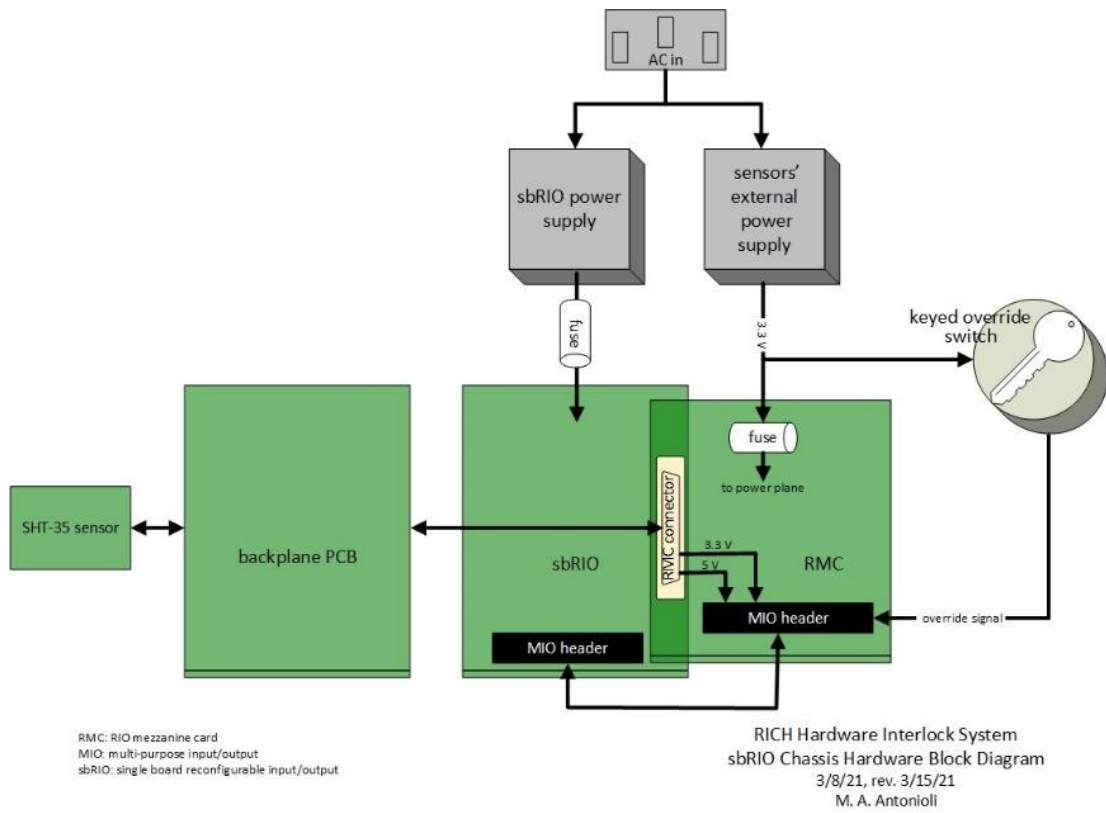 AC in
sbRIO power
supply
sensors'
external
power
supply
fuse
3.3 V
keyed override
switch
fuse
to power plane
SHT-35 sensor
backplane PCB
sbRIO
RMC connector
3.3 V
5 V
RMC
MIO header
override signal
MIO header
RMC: RIO mezzanine card
MIO: multi-purpose input/output
sbRIO: single board reconfigurable input/output
RICH Hardware Interlock System
sbRIO Chassis Hardware Block Diagram
3/8/21, rev. 3/15/21
M. A. Antonioli